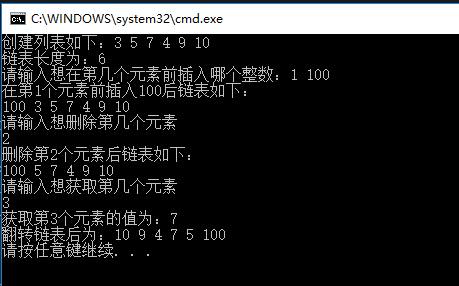 C:\WINDOWS\system32\cmd.exe
创建列表如下：3 5 7 4 9 10
链表长度为：6
请输入想在第几个元素前插入哪个整数：1 100
在第1个元素前插入100后链表如下：
100 3 5 7 4 9 10
请输入想删除第几个元素
2
删除第2个元素后链表如下：
100 5 7 4 9 10
请输入想获取第几个元素
3
获取第3个元素的值为：7
翻转链表后为：10 9 4 7 5 100
请按任意键继续. . .